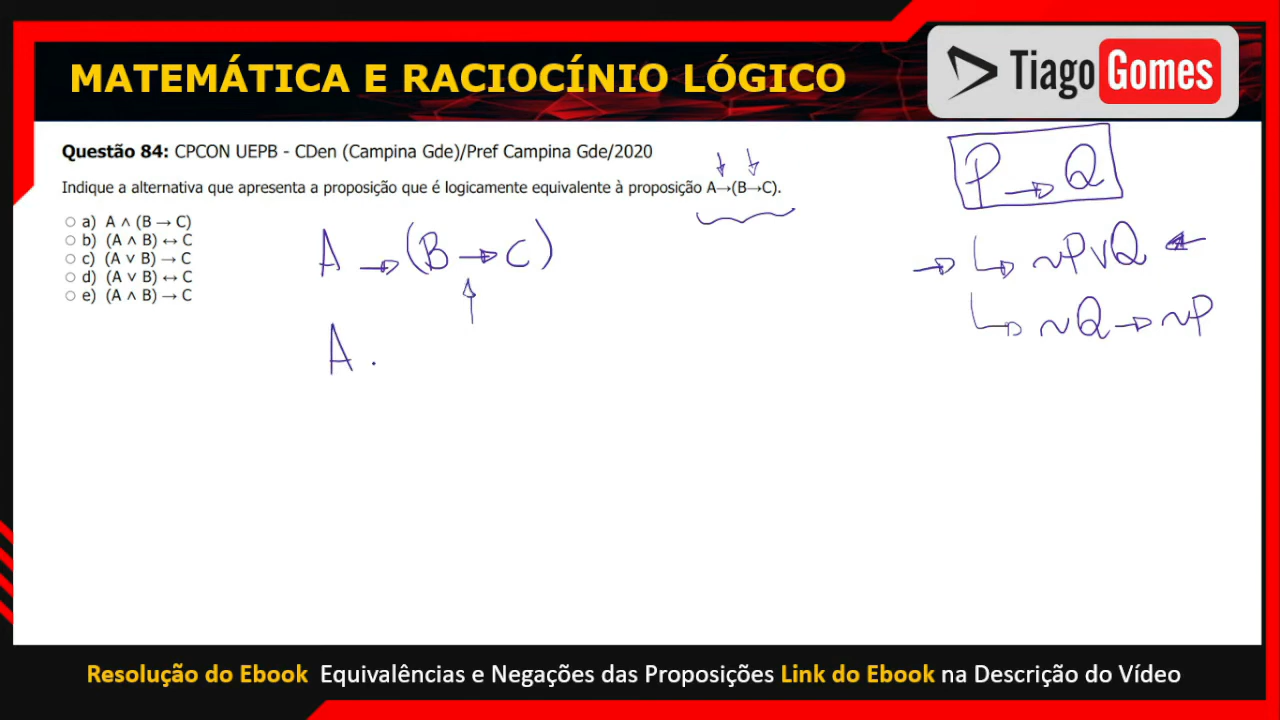 MATEMÁTICA E RACIOCÍNIO LÓGICO
Tiago Gomes
Questão 84: CPCON UEPB - CDen (Campina Gde)/Pref Campina Gde/2020
Indique a alternativa que apresenta a proposição que é logicamente equivalente à proposição A→(B→C).
a) A ∧ (B → C)
b) (A ∧ B) ↔ C
c) (A ∨ B) → C
d) (A ∨ B) ↔ C
e) (A ∧ B) → C
A → (B → C)
A .
P → Q
→ ↳ ~P∨Q ←
↳ ~Q → ~P
Resolução do Ebook Equivalências e Negações das Proposições Link do Ebook na Descrição do Vídeo